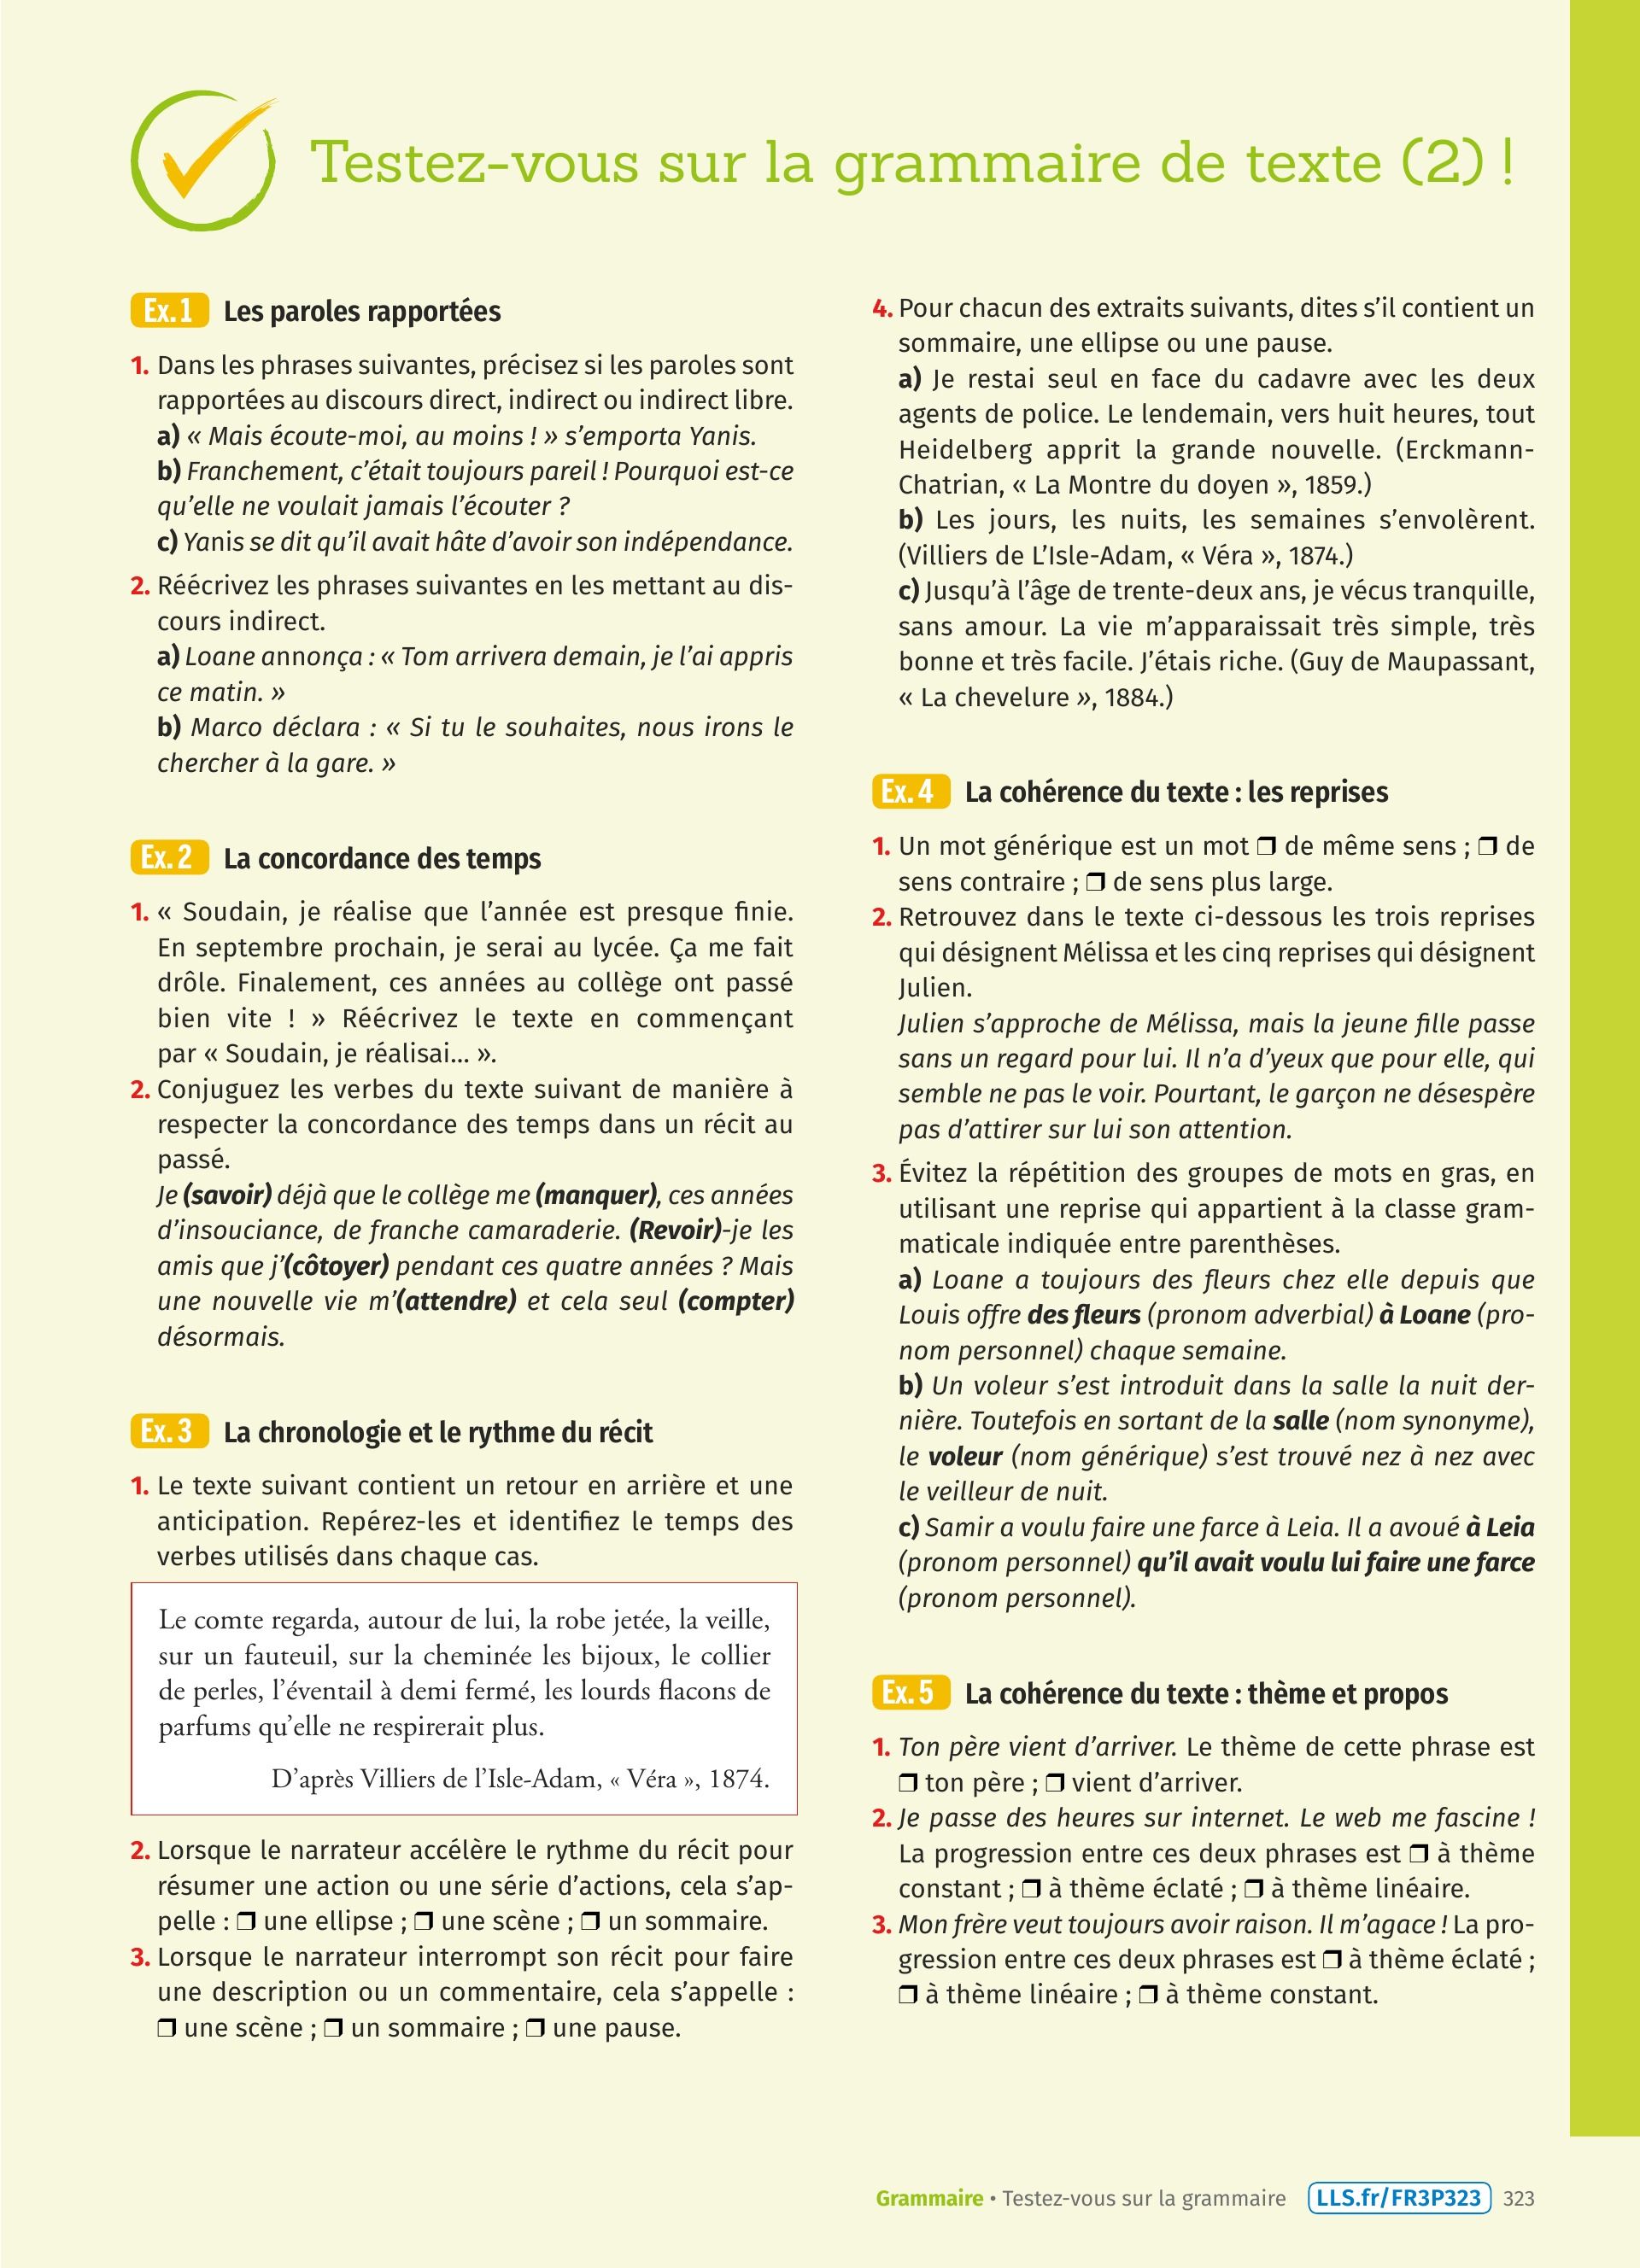 Testez-vous sur la grammaire de texte (2) !
Ex. 1 Les paroles rapportées
1. Dans les phrases suivantes, précisez si les paroles sont
rapportées au discours direct, indirect ou indirect libre.
a) « Mais écoute-moi, au moins ! » s’emporta Yanis.
b) Franchement, c’était toujours pareil ! Pourquoi est-ce
qu’elle ne voulait jamais l’écouter ?
c) Yanis se dit qu’il avait hâte d’avoir son indépendance.
2. Réécrivez les phrases suivantes en les mettant au dis-
cours indirect.
a) Loane annonça : « Tom arrivera demain, je l’ai appris
ce matin. »
b) Marco déclara : « Si tu le souhaites, nous irons le
chercher à la gare. »
Ex. 2 La concordance des temps
1. « Soudain, je réalise que l’année est presque finie.
En septembre prochain, je serai au lycée. Ça me fait
drôle. Finalement, ces années au collège ont passé
bien vite ! » Réécrivez le texte en commençant
par « Soudain, je réalisai... ».
2. Conjuguez les verbes du texte suivant de manière à
respecter la concordance des temps dans un récit au
passé.
Je (savoir) déjà que le collège me (manquer), ces années
d’insouciance, de franche camaraderie. (Revoir)-je les
amis que j’(côtoyer) pendant ces quatre années ? Mais
une nouvelle vie m’(attendre) et cela seul (compter)
désormais.
Ex. 3 La chronologie et le rythme du récit
1. Le texte suivant contient un retour en arrière et une
anticipation. Repérez-les et identifiez le temps des
verbes utilisés dans chaque cas.
Le comte regarda, autour de lui, la robe jetée, la veille,
sur un fauteuil, sur la cheminée les bijoux, le collier
de perles, l’éventail à demi fermé, les lourds flacons de
parfums qu’elle ne respirerait plus.
D’après Villiers de l’Isle-Adam, « Véra », 1874.
2. Lorsque le narrateur accélère le rythme du récit pour
résumer une action ou une série d’actions, cela s’ap-
pelle : ❒ une ellipse ; ❒ une scène ; ❒ un sommaire.
3. Lorsque le narrateur interrompt son récit pour faire
une description ou un commentaire, cela s’appelle :
❒ une scène ; ❒ un sommaire ; ❒ une pause.
4. Pour chacun des extraits suivants, dites s’il contient un
sommaire, une ellipse ou une pause.
a) Je restai seul en face du cadavre avec les deux
agents de police. Le lendemain, vers huit heures, tout
Heidelberg apprit la grande nouvelle. (Erckmann-
Chatrian, « La Montre du doyen », 1859.)
b) Les jours, les nuits, les semaines s’envolèrent.
(Villiers de L’Isle-Adam, « Véra », 1874.)
c) Jusqu’à l’âge de trente-deux ans, je vécus tranquille,
sans amour. La vie m’apparaissait très simple, très
bonne et très facile. J’étais riche. (Guy de Maupassant,
« La chevelure », 1884.)
Ex. 4 La cohérence du texte : les reprises
1. Un mot générique est un mot ❒ de même sens ; ❒ de
sens contraire ; ❒ de sens plus large.
2. Retrouvez dans le texte ci-dessous les trois reprises
qui désignent Mélissa et les cinq reprises qui désignent
Julien.
Julien s’approche de Mélissa, mais la jeune fille passe
sans un regard pour lui. Il n’a d’yeux que pour elle, qui
semble ne pas le voir. Pourtant, le garçon ne désespère
pas d’attirer sur lui son attention.
3. Évitez la répétition des groupes de mots en gras, en
utilisant une reprise qui appartient à la classe gram-
maticale indiquée entre parenthèses.
a) Loane a toujours des fleurs chez elle depuis que
Louis offre des fleurs (pronom adverbial) à Loane (pro-
nom personnel) chaque semaine.
b) Un voleur s’est introduit dans la salle la nuit der-
nière. Toutefois en sortant de la salle (nom synonyme),
le voleur (nom générique) s’est trouvé nez à nez avec
le veilleur de nuit.
c) Samir a voulu faire une farce à Leia. Il a avoué à Leia
(pronom personnel) qu’il avait voulu lui faire une farce
(pronom personnel).
Ex. 5 La cohérence du texte : thème et propos
1. Ton père vient d’arriver. Le thème de cette phrase est
❒ ton père ; ❒ vient d’arriver.
2. Je passe des heures sur internet. Le web me fascine !
La progression entre ces deux phrases est ❒ à thème
constant ; ❒ à thème éclaté ; ❒ à thème linéaire.
3. Mon frère veut toujours avoir raison. Il m’agace ! La pro-
gression entre ces deux phrases est ❒ à thème éclaté ;
❒ à thème linéaire ; ❒ à thème constant.
Grammaire • Testez-vous sur la grammaire LLS.fr/FR3P323 323